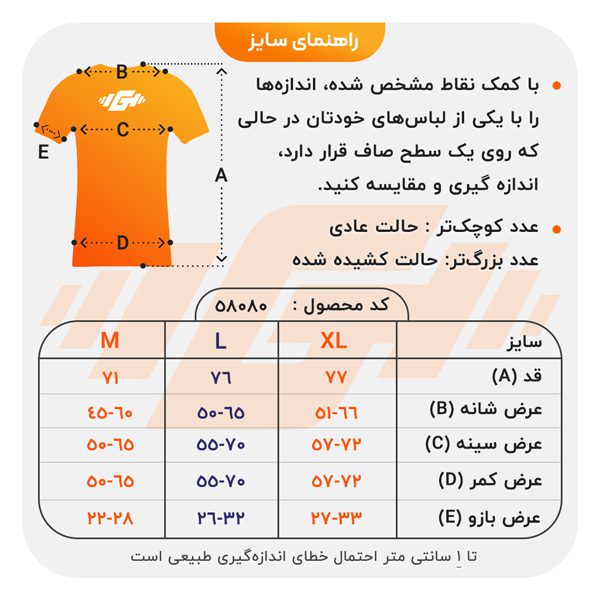 راهنمای سایز
با کمک نقاط مشخص شده، اندازه‌ها
را با یکی از لباس‌های خودتان در حالی
که روی یک سطح صاف قرار دارد،
اندازه گیری و مقایسه کنید.
عدد کوچک‌تر : حالت عادی
عدد بزرگ‌تر: حالت کشیده شده
B
C
E
A
D
کد محصول : ۵۸۰۸۰
سایز XL L M
قد (A) ۷۷ ۷۶ ۷۱
عرض شانه (B) ۵۱-۶۶ ۵۰-۶۵ ۴۵-۶۰
عرض سینه (C) ۵۷-۷۲ ۵۵-۷۰ ۵۰-۶۵
عرض کمر (D) ۵۷-۷۲ ۵۵-۷۰ ۵۰-۶۵
عرض بازو (E) ۲۷-۳۳ ۲۶-۳۲ ۲۲-۲۸
تا ۱ سانتی متر احتمال خطای اندازه‌گیری طبیعی است